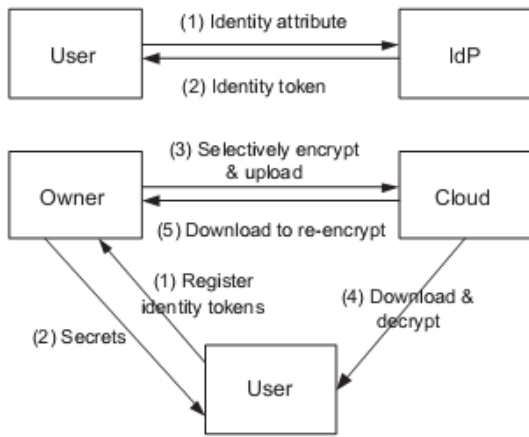 (1) Identity attribute
User
IdP
(2) Identity token
(3) Selectively encrypt
& upload
Owner
Cloud
(5) Download to re-encrypt
(1) Register
identity tokens
(4) Download &
decrypt
(2) Secrets
User